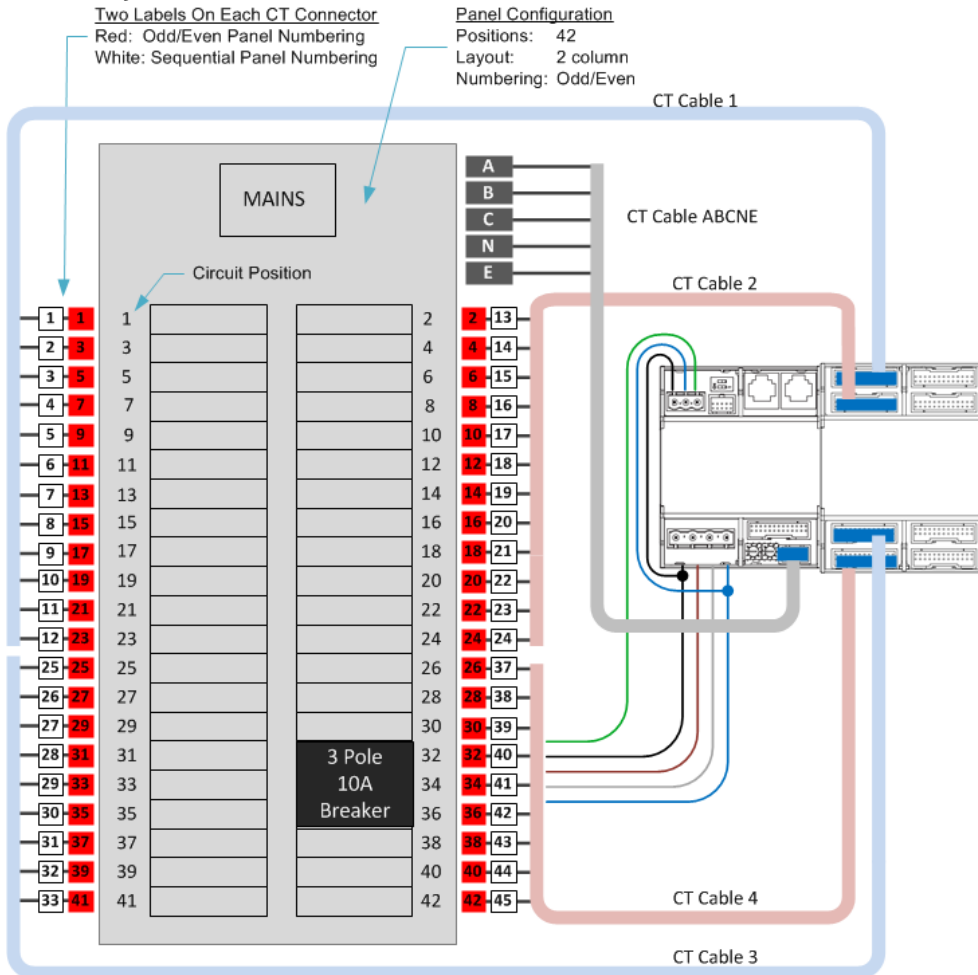 Two Labels On Each CT Connector
Red: Odd/Even Panel Numbering
White: Sequential Panel Numbering
Panel Configuration
Positions: 42
Layout: 2 column
Numbering: Odd/Even
CT Cable 1
MAINS
A
B
C
N
E
CT Cable ABCNE
Circuit Position
CT Cable 2
1 1 1 2 2 13
2 3 3 4 4 14
3 5 5 6 6 15
4 7 7 8 8 16
5 9 9 10 10 17
6 11 11 12 12 18
7 13 13 14 14 19
8 15 15 16 16 20
9 17 17 18 18 21
10 19 19 20 20 22
11 21 21 22 22 23
12 23 23 24 24 24
25 25 25 26 26 37
26 27 27 28 28 38
27 29 29 30 30 39
28 31 31 32 32 40
29 33 33 34 34 41
30 35 35 36 36 42
31 37 37 38 38 43
32 39 39 40 40 44
33 41 41 42 42 45
3 Pole
10A
Breaker
CT Cable 4
CT Cable 3